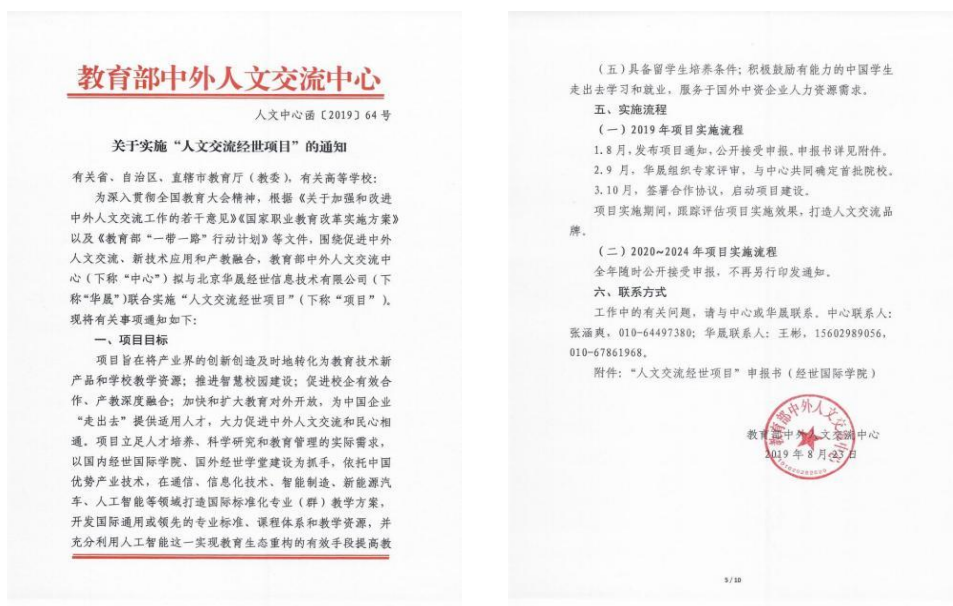 教育部中外人文交流中心
人文中心函〔2019〕64号
关于实施“人文交流经世项目”的通知
有关省、自治区、直辖市教育厅（教委），有关高等学校：
为深入贯彻全国教育大会精神，根据《关于加强和改进
中外人文交流工作的若干意见》《国家职业教育改革实施方案》
以及《教育部“一带一路”行动计划》等文件，围绕促进中外
人文交流、新技术应用和产教融合，教育部中外人文交流中
心（下称“中心”）拟与北京华晟经世信息技术有限公司（下
称“华晟”）联合实施“人文交流经世项目”（下称“项目”）。
现将有关事项通知如下：
一、项目目标
项目旨在将产业界的创新创造及时地转化为教育技术新
产品和学校教学资源；推进智慧校园建设；促进校企有效合
作、产教深度融合；加快和扩大教育对外开放，为中国企业
“走出去”提供适用人才，大力促进中外人文交流和民心相
通。项目立足人才培养、科学研究和教育管理的实际需求，
以国内经世国际学院、国外经世学堂建设为抓手，依托中国
优势产业技术，在通信、信息化技术、智能制造、新能源汽
车、人工智能等领域打造国际标准化专业（群）教学方案，
开发国际通用或领先的专业标准、课程体系和教学资源，并
充分利用人工智能这一实现教育生态重构的有效手段提高教
（五）具备留学生培养条件；积极鼓励有能力的中国学生
走出去学习和就业，服务于国外中资企业人力资源需求。
五、实施流程
（一）2019年项目实施流程
1.8月，发布项目通知，公开接受申报。申报书详见附件。
2.9月，华晟组织专家评审，与中心共同确定首批院校。
3.10月，签署合作协议，启动项目建设。
项目实施期间，跟踪评估项目实施效果，打造人文交流品
牌。
（二）2020~2024年项目实施流程
全年随时公开接受申报，不再另行印发通知。
六、联系方式
工作中的有关问题，请与中心或华晟联系。中心联系人：
张涵爽，010-64497380；华晟联系人：王彬，15602989056，
010-67861968。
附件：“人文交流经世项目”申报书（经世国际学院）
教育部中外人文交流中心
2019年8月23日
教育部中外人文交流中心
5/10